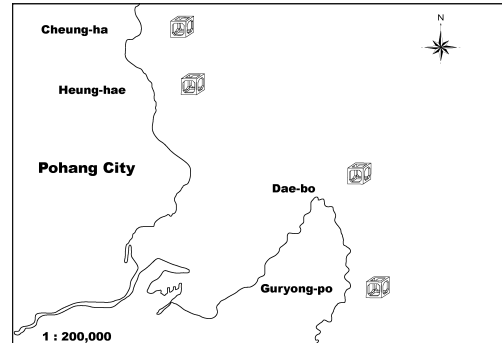 Cheung-ha
N
Heung-hae
Pohang City
Dae-bo
Guryong-po
1 : 200,000